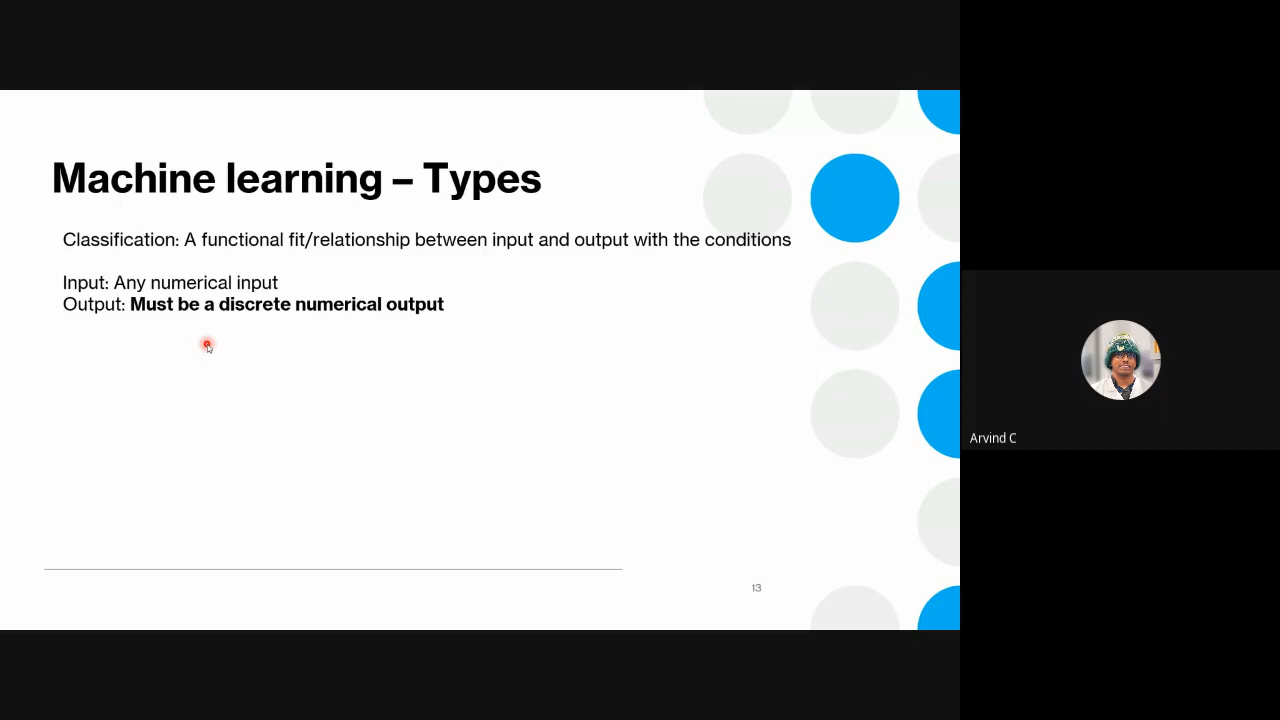 Machine learning – Types
Classification: A functional fit/relationship between input and output with the conditions
Input: Any numerical input
Output: Must be a discrete numerical output
Arvind C
13